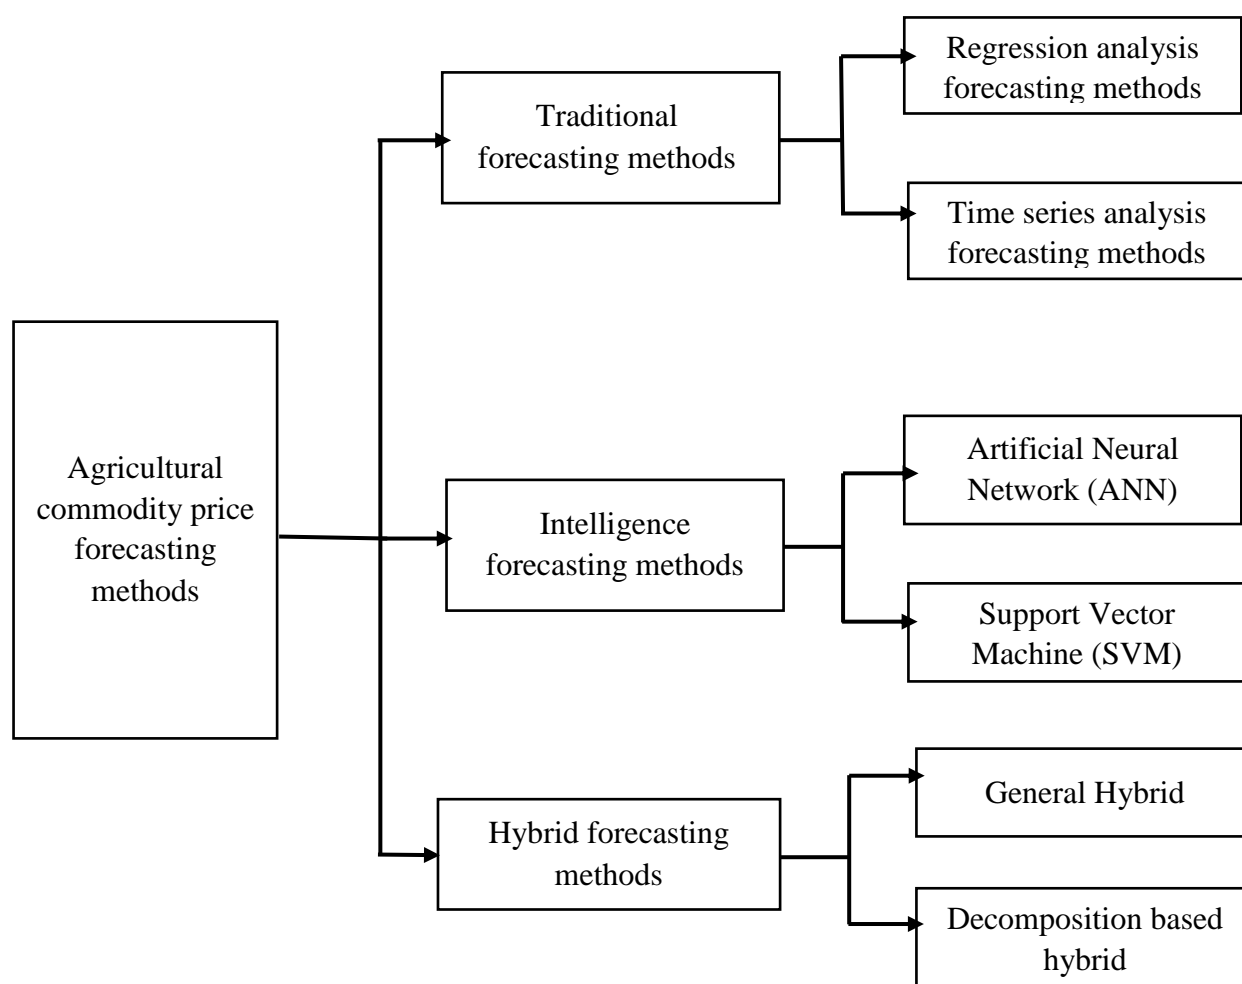 Regression analysis
forecasting methods
Traditional
forecasting methods
Time series analysis
forecasting methods
Agricultural
commodity price
forecasting
methods
Artificial Neural
Network (ANN)
Intelligence
forecasting methods
Support Vector
Machine (SVM)
General Hybrid
Hybrid forecasting
methods
Decomposition based
hybrid